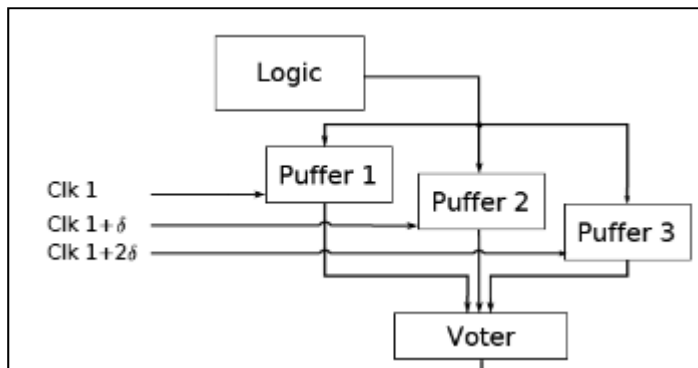 Logic
Puffer 1
Puffer 2
Puffer 3
Clk 1
Clk 1+δ
Clk 1+2δ
Voter